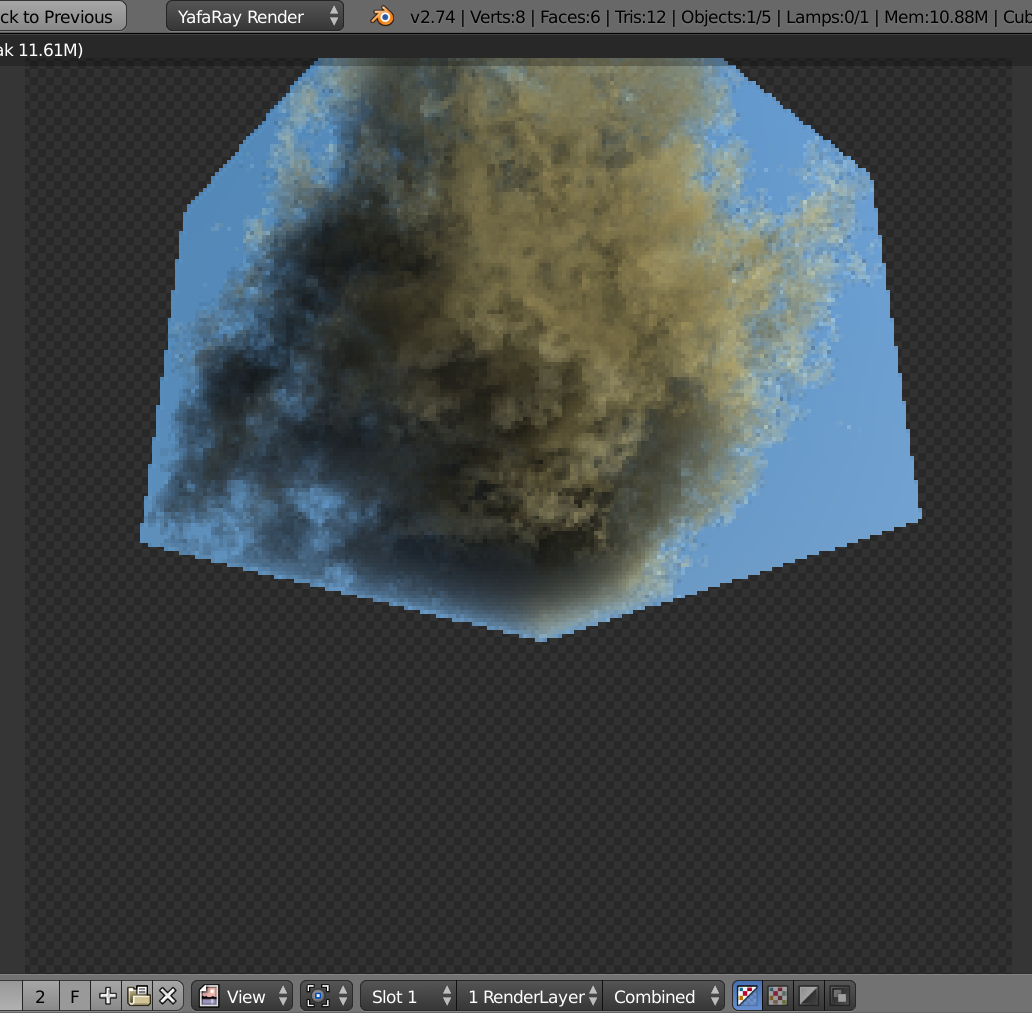 ck to Previous YafaRay Render v2.74 | Verts:8 | Faces:6 | Tris:12 | Objects:1/5 | Lamps:0/1 | Mem:10.88M | Cub
ak 11.61M)
2 F View Slot 1 1 RenderLayer Combined